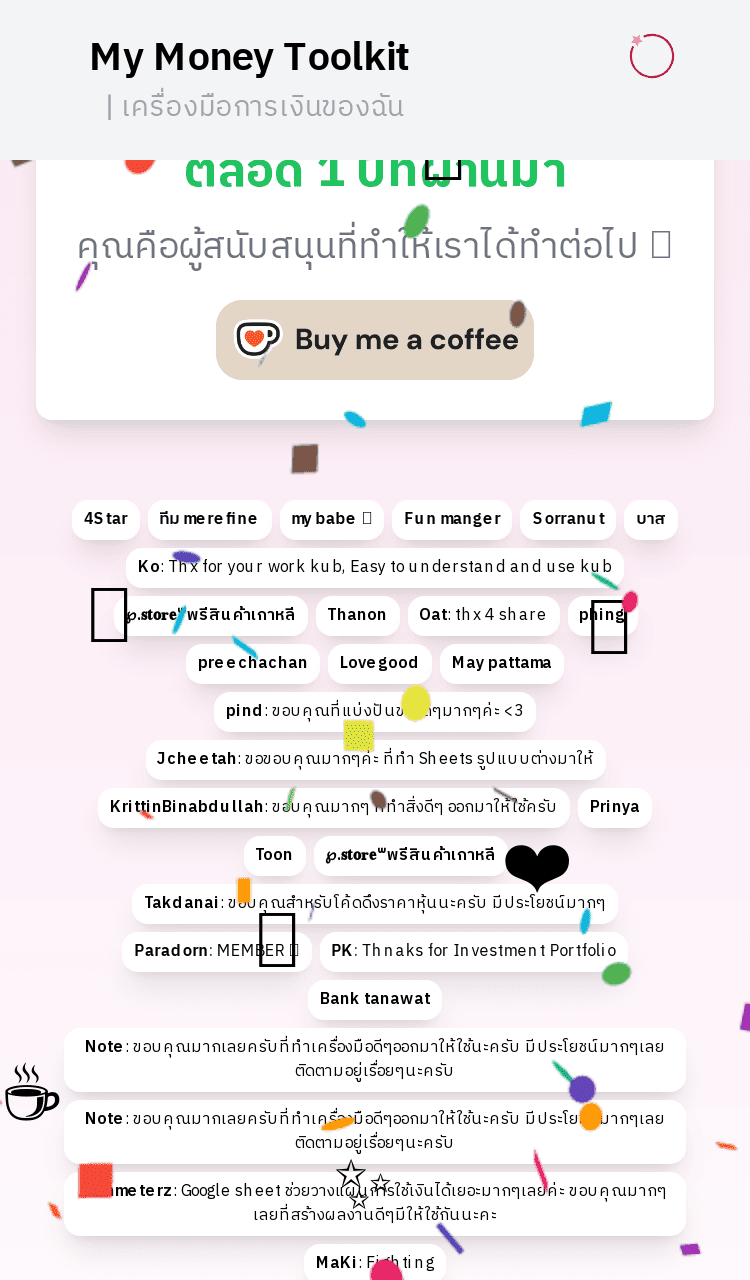 My Money Toolkit
| เครื่องมือการเงินของฉัน
ตลอด 1 ปีที่ผ่านมา
คุณคือผู้สนับสนุนที่ทำให้เราได้ทำต่อไป
Buy me a coffee
4Star ทีม merefine my babe Fun manger Sorranut บาส
Ko: Thx for your work kub, Easy to understand and use kub
℘.𝖘𝖙𝖔𝖗𝖊ʷพรีสินค้าเกาหลี Thanon Oat: thx 4 share phing
preechachan Lovegood May pattama
pind: ขอบคุณที่แบ่งปันของดีๆมากๆค่ะ <3
Jcheetah: ขอขอบคุณมากๆค่ะ ที่ทำ Sheets รูปแบบต่างมาให้
KrittinBinabdullah: ขอบคุณมากๆ ที่ทำสิ่งดีๆ ออกมาให้ใช้ครับ Prinya
Toon ℘.𝖘𝖙𝖔𝖗𝖊ʷพรีสินค้าเกาหลี
Takdanai: ขอบคุณสำหรับโค้ดดึงราคาหุ้นนะครับ มีประโยชน์มากๆ
Paradorn: MEMBER PK: Thnaks for Investment Portfolio
Bank tanawat
Note: ขอบคุณมากเลยครับที่ทำเครื่องมือดีๆออกมาให้ใช้นะครับ มีประโยชน์มากๆเลย
ติดตามอยู่เรื่อยๆนะครับ
Note: ขอบคุณมากเลยครับที่ทำเครื่องมือดีๆออกมาให้ใช้นะครับ มีประโยชน์มากๆเลย
ติดตามอยู่เรื่อยๆนะครับ
: Google sheet ช่วยวางแผนการใช้เงินได้เยอะมากๆเลยค่ะ ขอบคุณมากๆ
เลยที่สร้างผลงานดีๆมีให้ใช้กันนะคะ
MaKi: Fighting